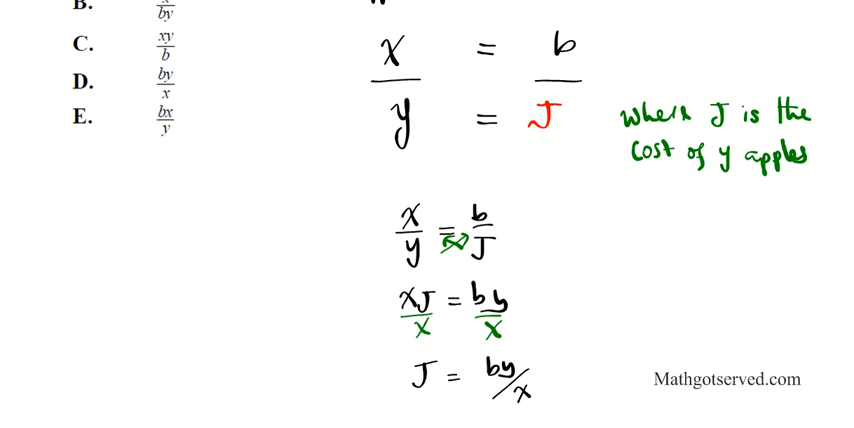 B. x/by
C. xy/b
D. by/x
E. bx/y
x = b
y = J
where J is the
cost of y apples
x/y = b/J
xJ/x = by/x
J = by/x
Mathgotserved.com